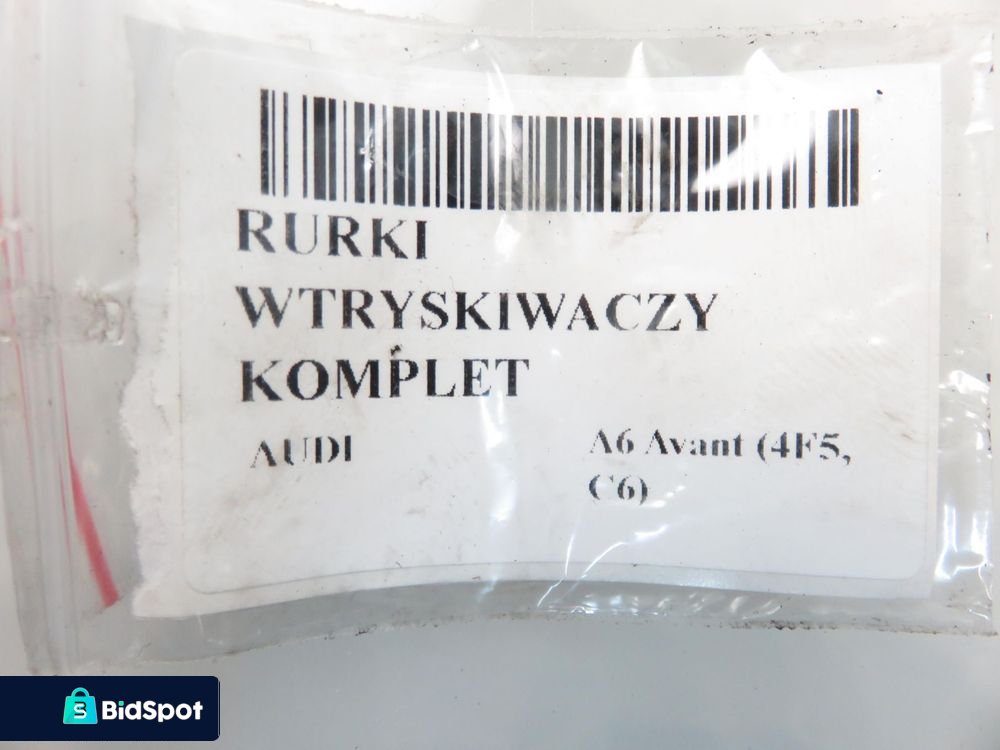 RURKI
WTRYSKIWACZY
KOMPLET
AUDI
A6 Avant (4F5,
C6)
BidSpot